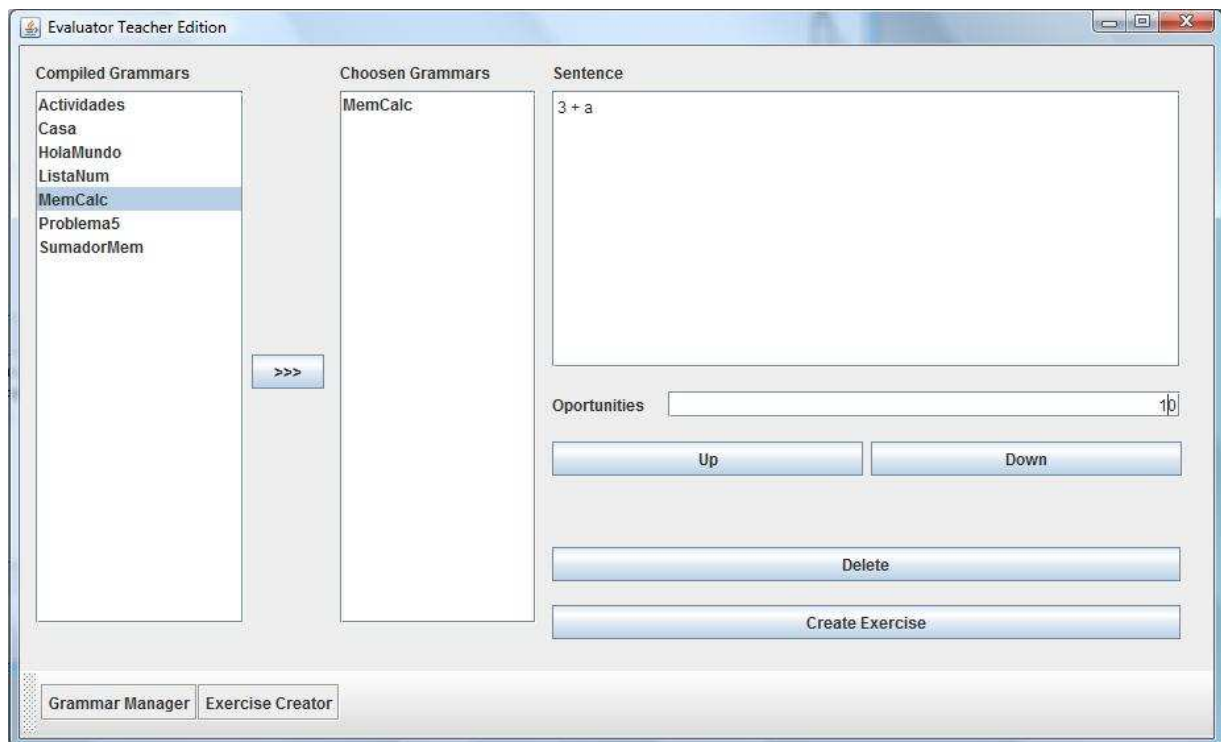 Evaluator Teacher Edition
Compiled Grammars
Actividades
Casa
HolaMundo
ListaNum
MemCalc
Problema5
SumadorMem
>>>
Choosen Grammars
MemCalc
Sentence
3 + a
Oportunities 10
Up Down
Delete
Create Exercise
Grammar Manager Exercise Creator